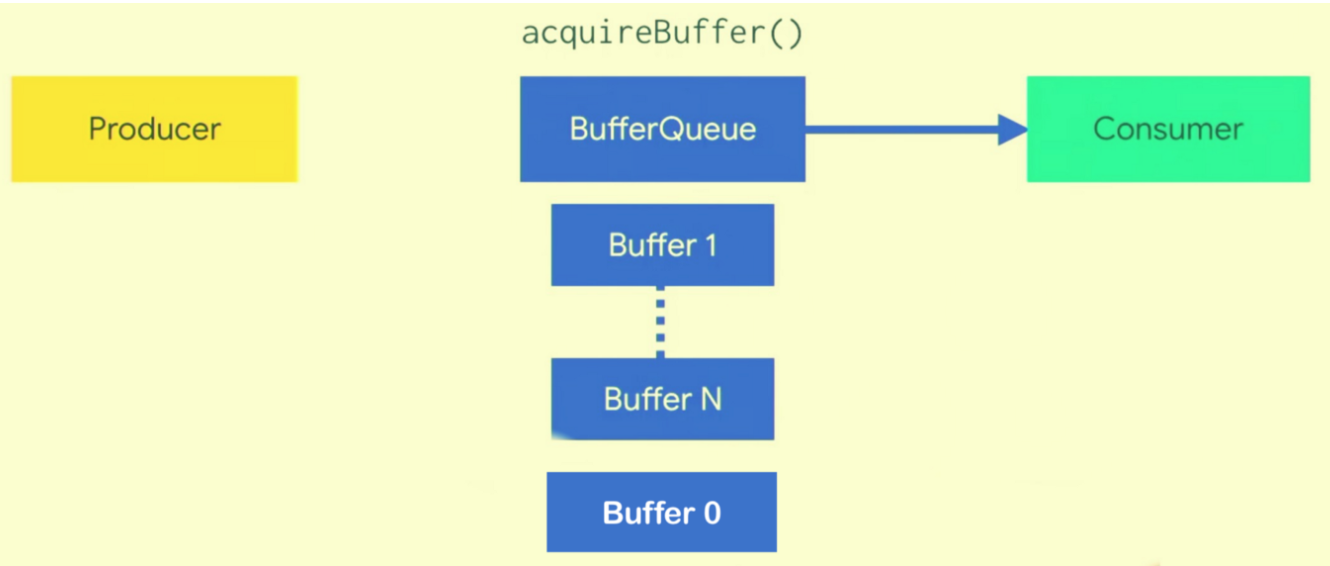 acquireBuffer()
Producer
BufferQueue
Consumer
Buffer 1
Buffer N
Buffer 0